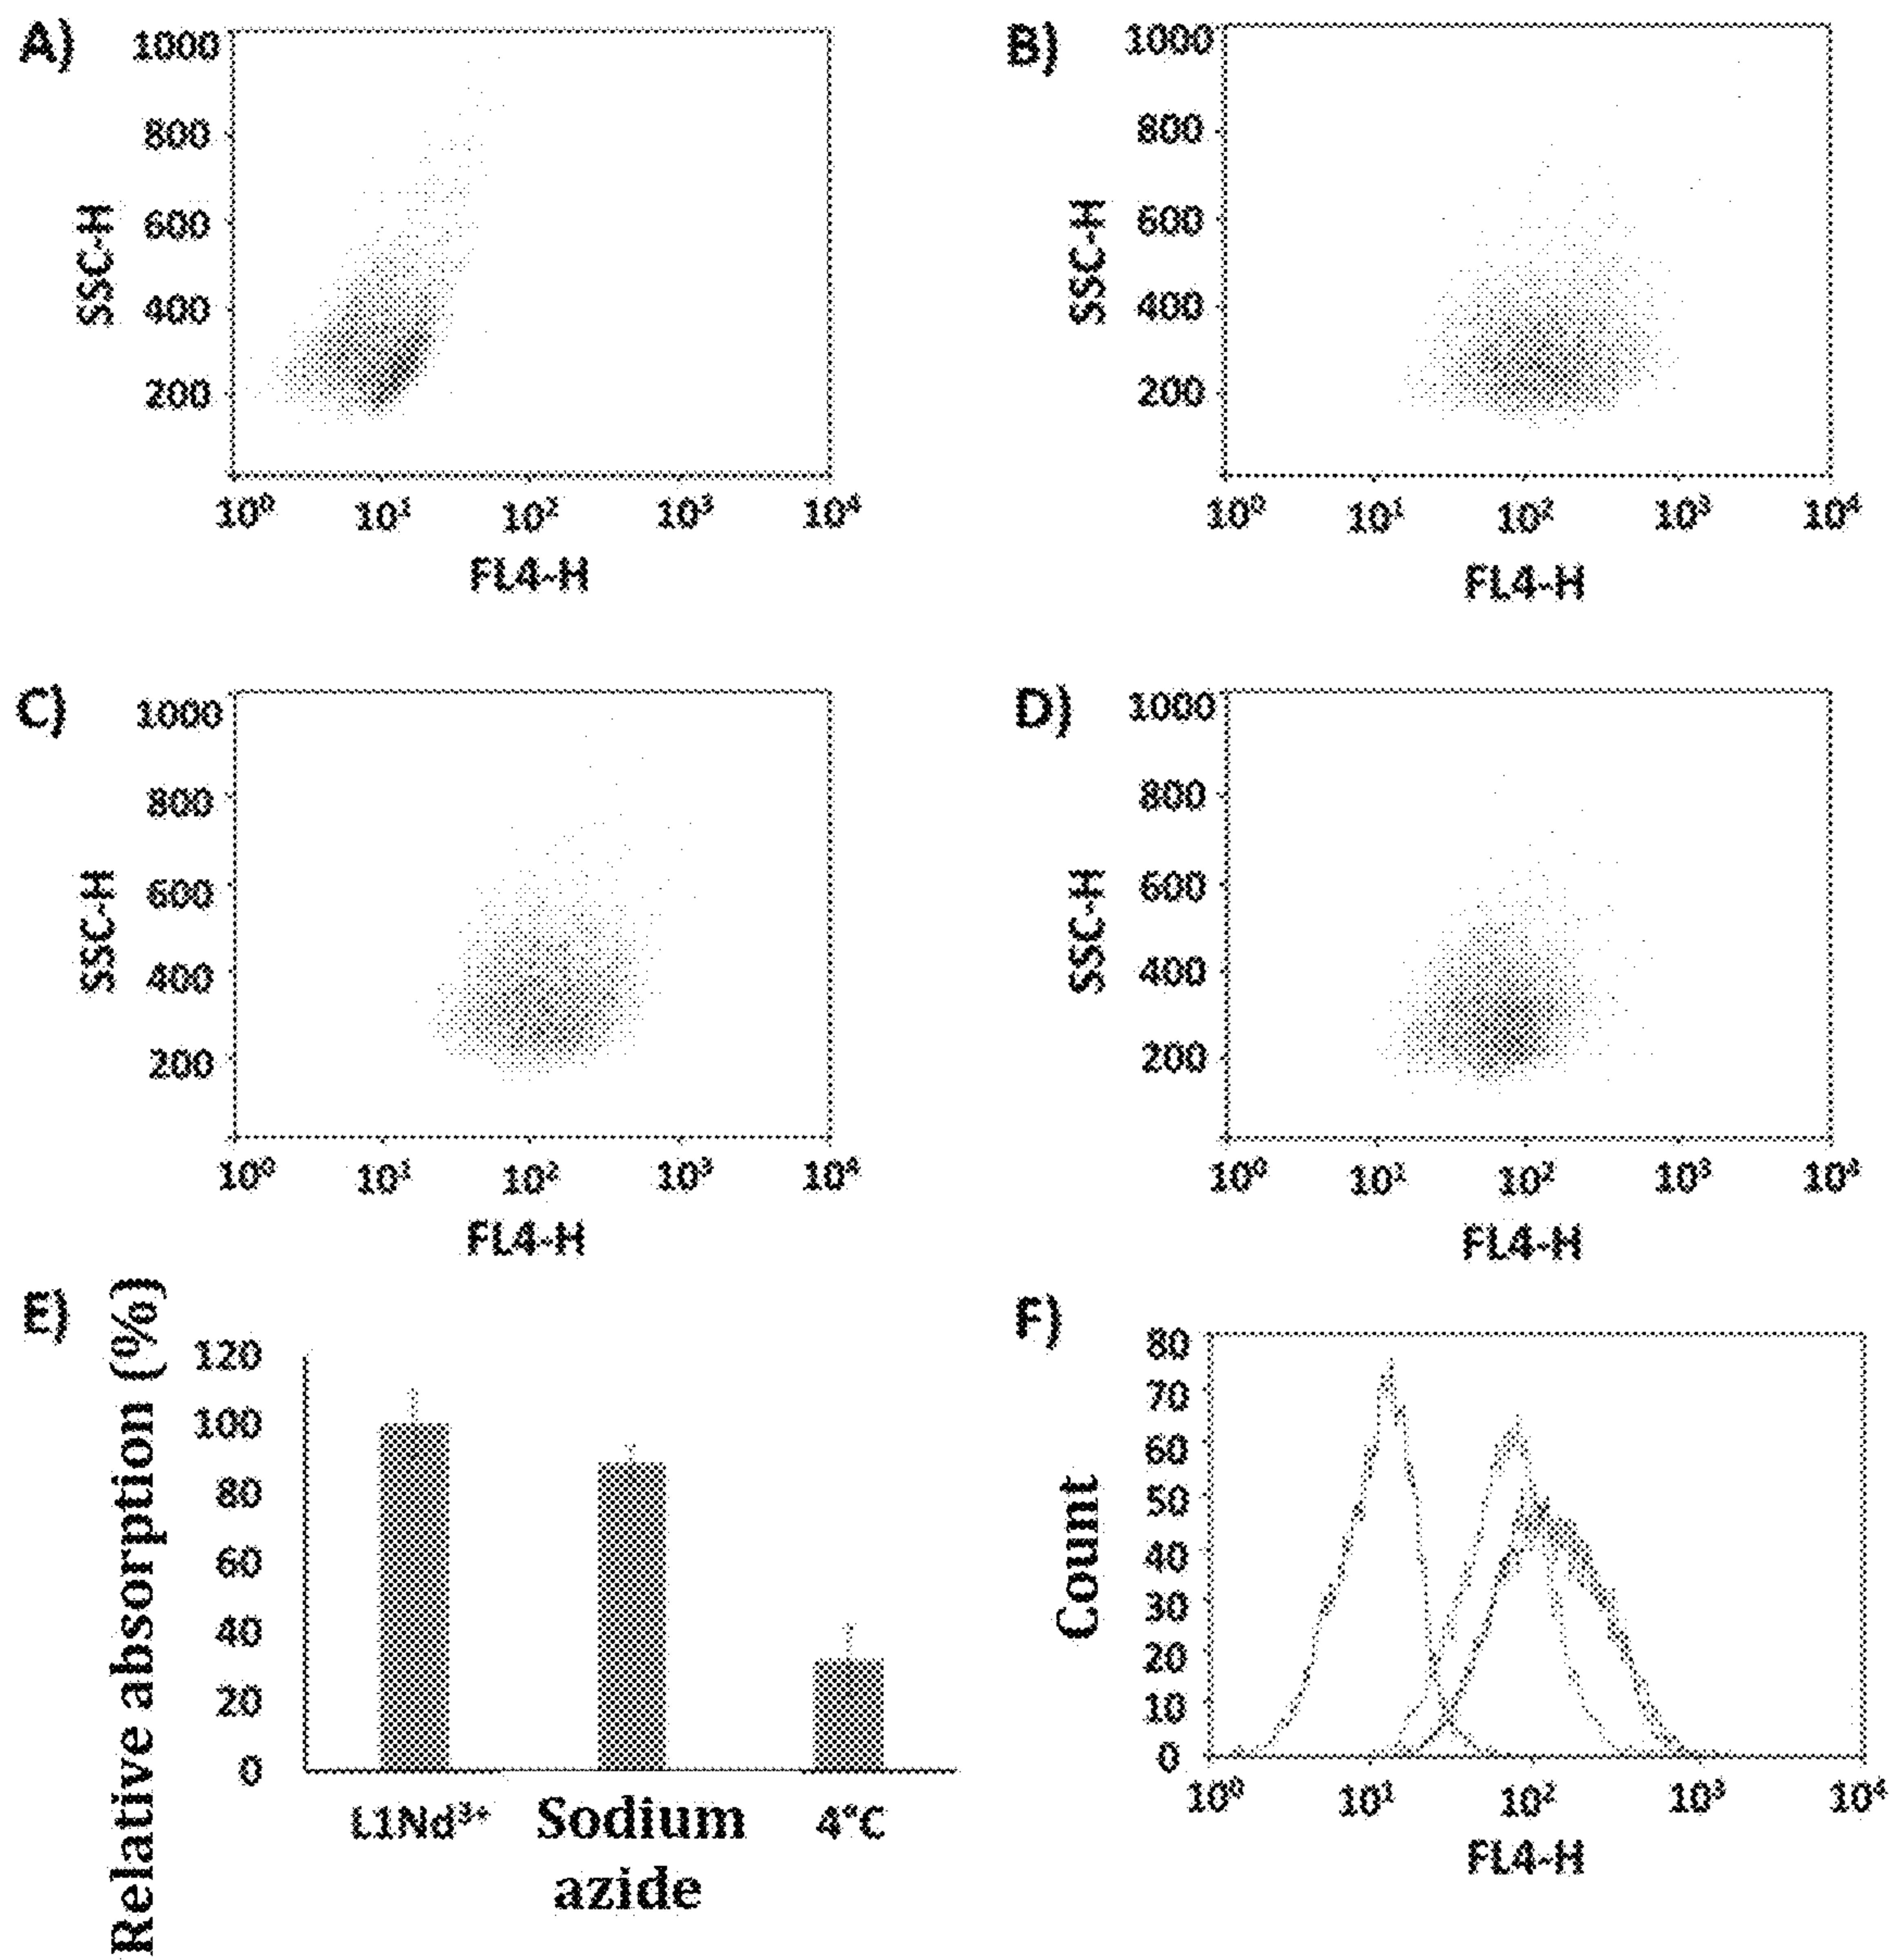 A)
1000
800
600
400
200
SSC-H
10⁰ 10¹ 10² 10³ 10⁴
FL4-H
B)
1000
800
600
400
200
SSC-H
10⁰ 10¹ 10² 10³ 10⁴
FL4-H
C)
1000
800
600
400
200
SSC-H
10⁰ 10¹ 10² 10³ 10⁴
FL4-H
D)
1000
800
600
400
200
SSC-H
10⁰ 10¹ 10² 10³ 10⁴
FL4-H
E)
Relative absorption (%)
120
100
80
60
40
20
0
L1Nd³⁺ Sodium 4°C
azide
F)
Count
80
70
60
50
40
30
20
10
0
10⁰ 10¹ 10² 10³ 10⁴
FL4-H